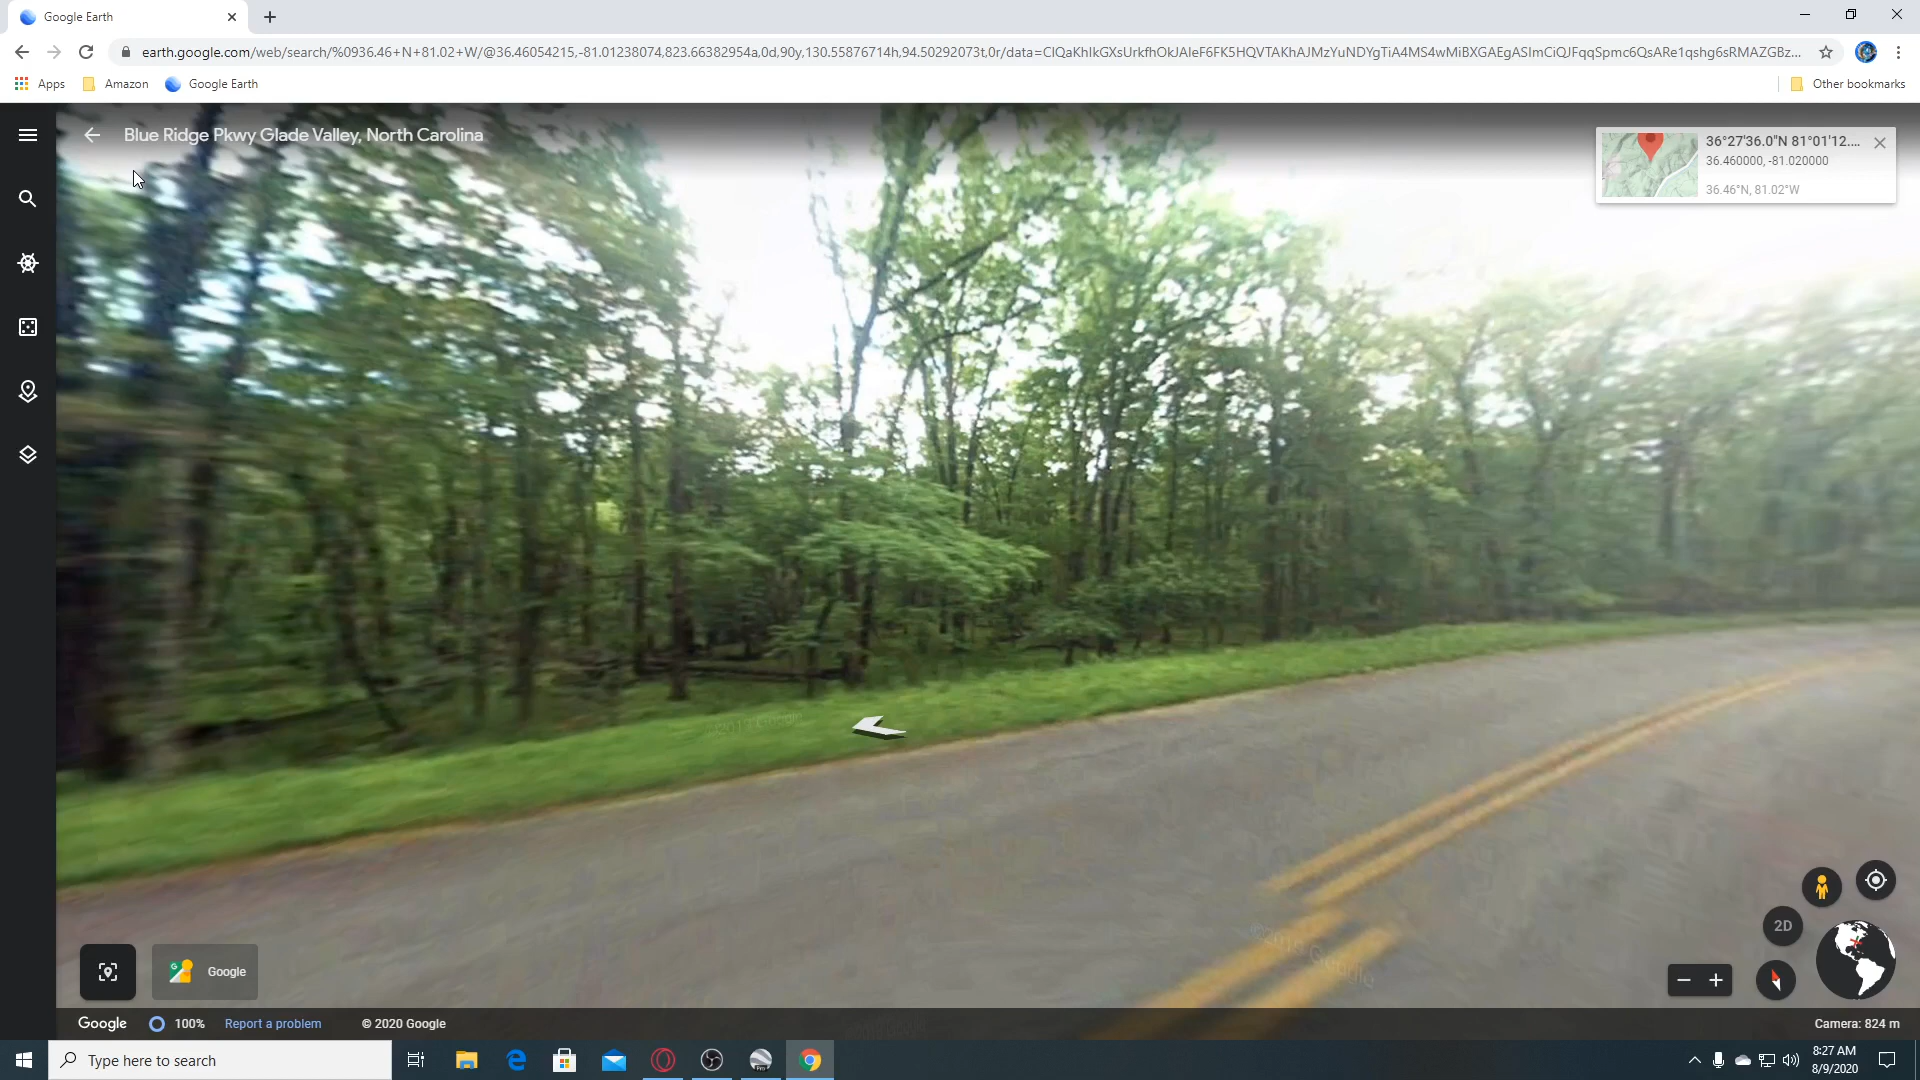 Google Earth
earth.google.com/web/search/%0936.46+N+81.02+W/@36.46054215,-81.01238074,823.66382954a,0d,90y,130.55876714h,94.50292073t,0r/data=
Apps
Amazon
Google Earth
Other bookmarks
Blue Ridge Pkwy Glade Valley, North Carolina
36°27'36.0"N 81°01'12....
36.460000, -81.020000
36.46°N, 81.02°W
2D
Google
Google
100%
Report a problem
© 2020 Google
Camera: 824 m
Type here to search
8:27 AM
8/9/2020